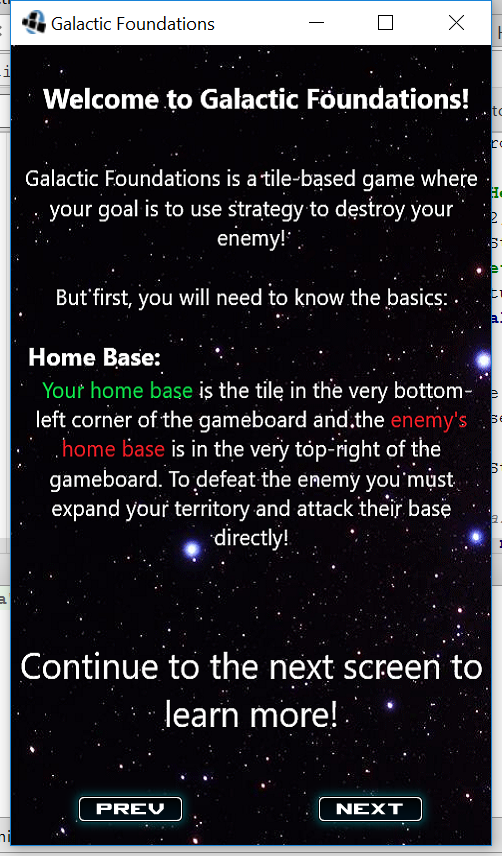 Galactic Foundations
Welcome to Galactic Foundations!
Galactic Foundations is a tile-based game where
your goal is to use strategy to destroy your
enemy!
But first, you will need to know the basics:
Home Base:
Your home base is the tile in the very bottom-
left corner of the gameboard and the enemy's
home base is in the very top-right of the
gameboard. To defeat the enemy you must
expand your territory and attack their base
directly!
Continue to the next screen to
learn more!
PREV
NEXT